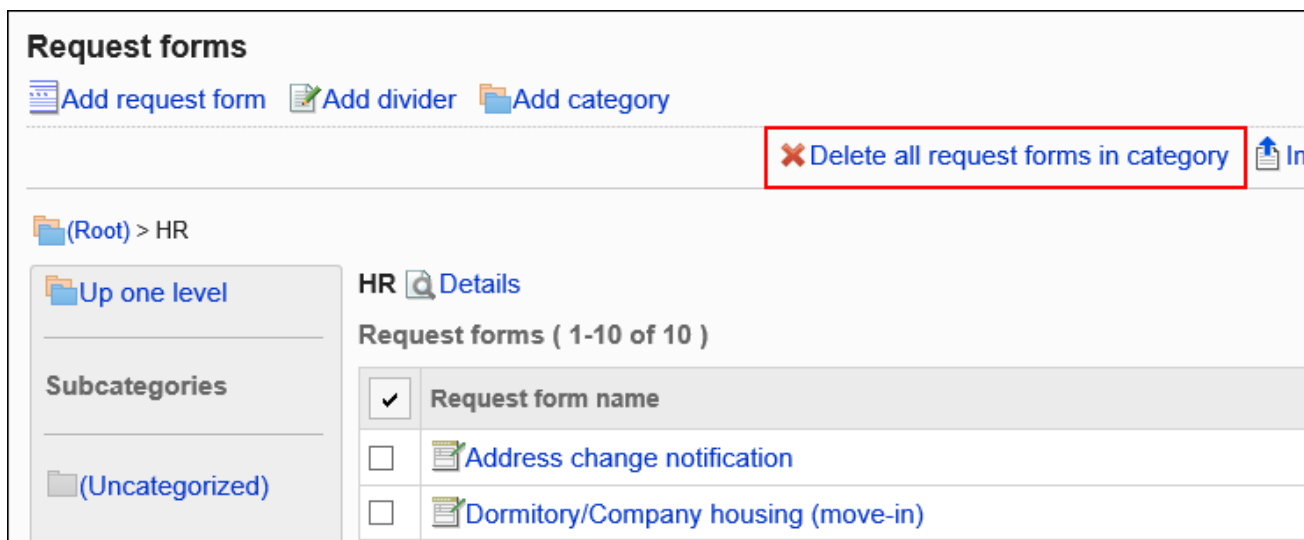 Request forms
Add request form Add divider Add category
Delete all request forms in category
(Root) > HR
Up one level
HR Details
Request forms ( 1-10 of 10 )
Subcategories
Request form name
Address change notification
(Uncategorized)
Dormitory/Company housing (move-in)